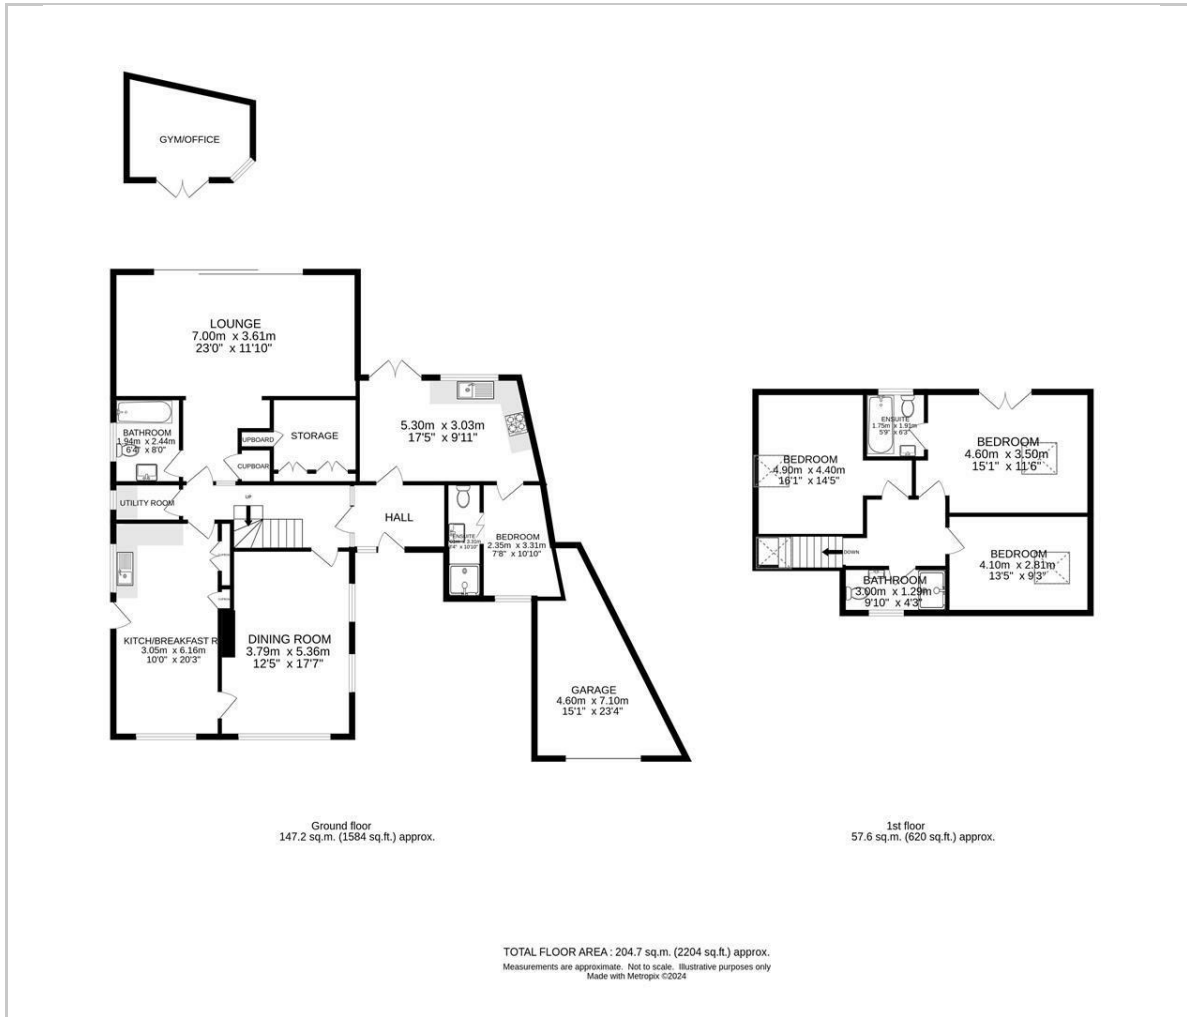 GYM/OFFICE
LOUNGE
7.00m x 3.61m
23'0" x 11'10"
BATHROOM
1.94m x 2.44m
6'4" x 8'0"
UPBOARD
CUPBOAR
STORAGE
5.30m x 3.03m
17'5" x 9'11"
UTILITY ROOM
UP
HALL
ENSUITE
x 10'10"
BEDROOM
2.35m x 3.31m
7'8" x 10'10"
KITCH/BREAKFAST R
3.05m x 6.16m
10'0" x 20'3"
DINING ROOM
3.79m x 5.36m
12'5" x 17'7"
GARAGE
4.60m x 7.10m
15'1" x 23'4"
BEDROOM
4.90m x 4.40m
16'1" x 14'5"
ENSUITE
1.75m x 1.91m
5'9" x 6'3"
BEDROOM
4.60m x 3.50m
15'1" x 11'6"
DOWN
BEDROOM
4.10m x 2.81m
13'5" x 9'3"
BATHROOM
3.00m x 1.29m
9'10" x 4'3"
Ground floor
147.2 sq.m. (1584 sq.ft.) approx.
1st floor
57.6 sq.m. (620 sq.ft.) approx.
TOTAL FLOOR AREA : 204.7 sq.m. (2204 sq.ft.) approx.
Measurements are approximate. Not to scale. Illustrative purposes only
Made with Metropix ©2024